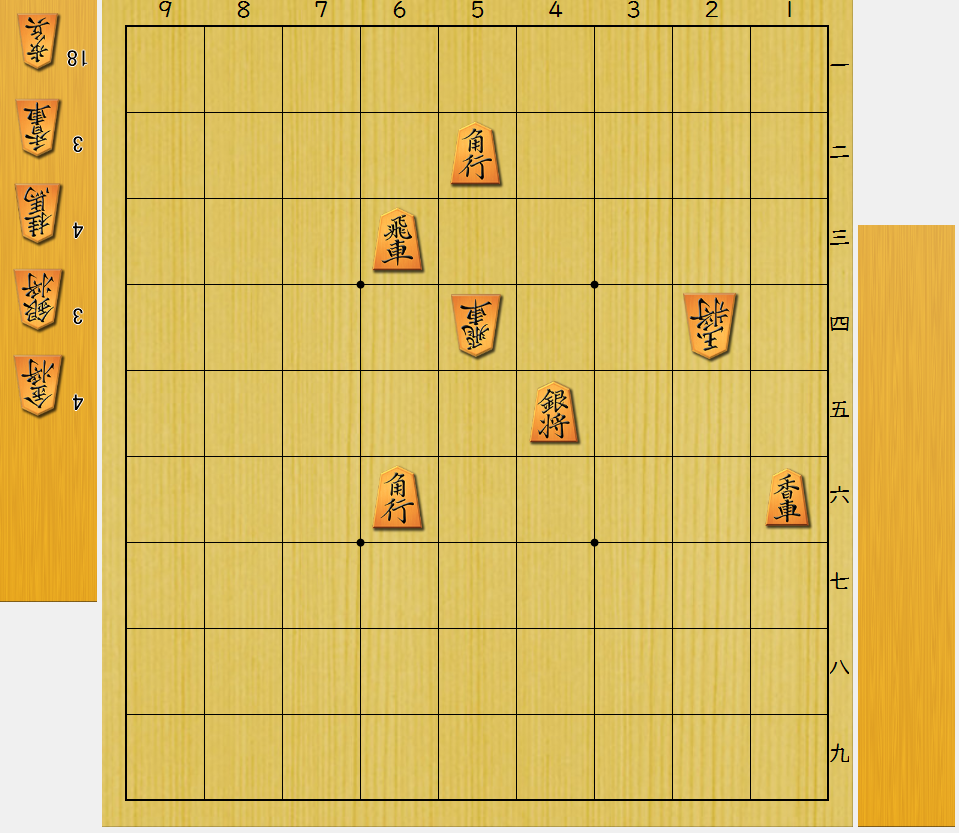 9 8 7 6 5 4 3 2 1
一
二
三
四
五
六
七
八
九
歩兵 18
香車 3
桂馬 4
銀将 3
金将 4
角行
飛車
飛車 王将
銀将
角行 香車